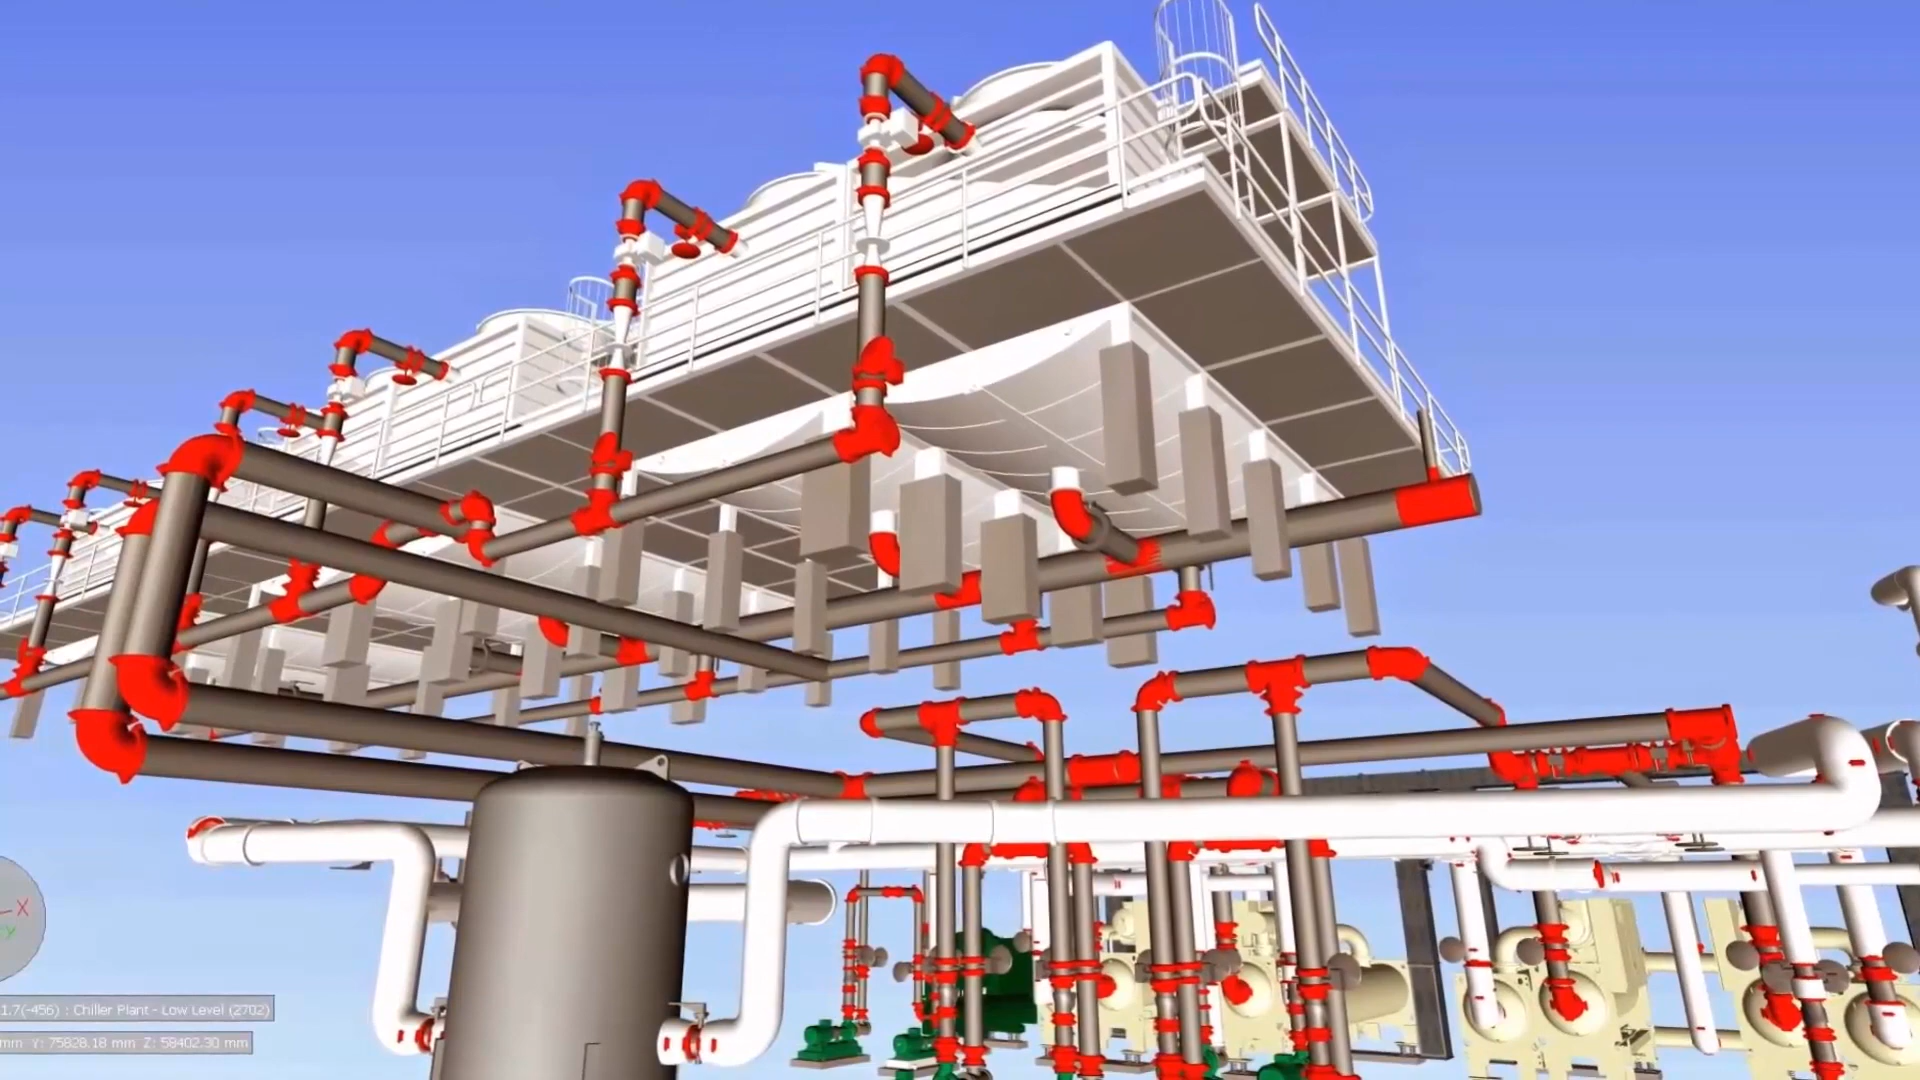 X
Y
1.7(-456) : Chiller Plant - Low Level (2702)
mm Y: 75828.18 mm Z: 58402.30 mm